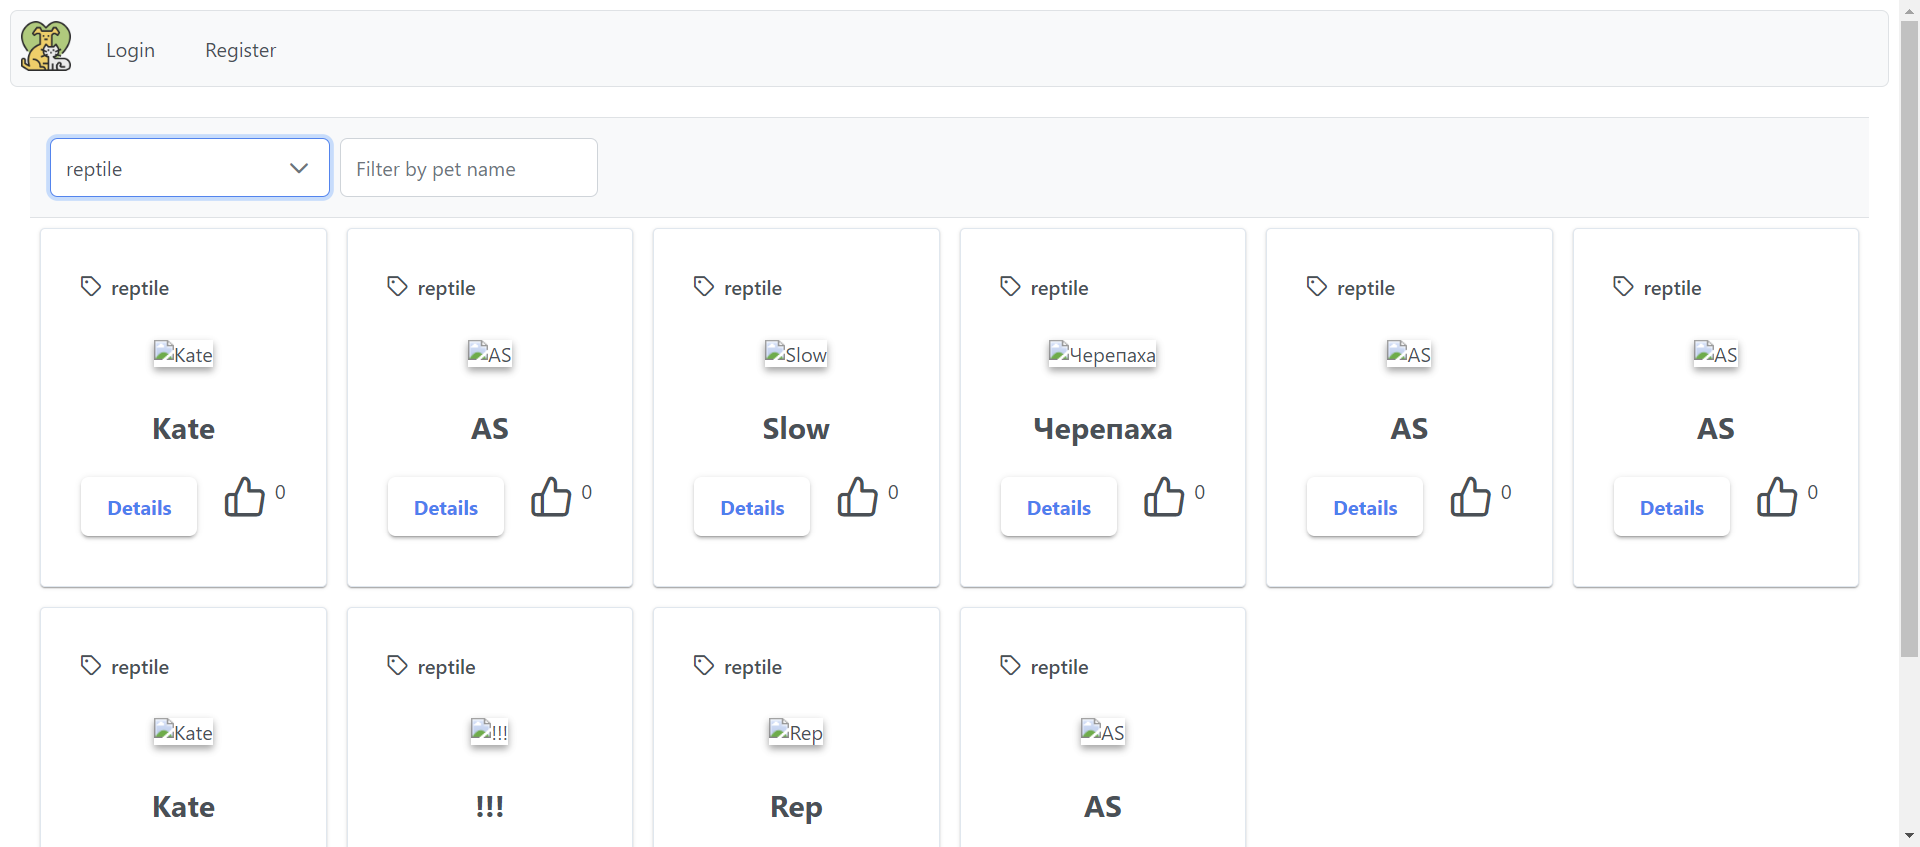 Login Register
reptile Filter by pet name
reptile reptile reptile reptile reptile reptile
Kate AS Slow Черепаха AS AS
Kate AS Slow Черепаха AS AS
Details 0 Details 0 Details 0 Details 0 Details 0 Details 0
reptile reptile reptile reptile
Kate !!! Rep AS
Kate !!! Rep AS